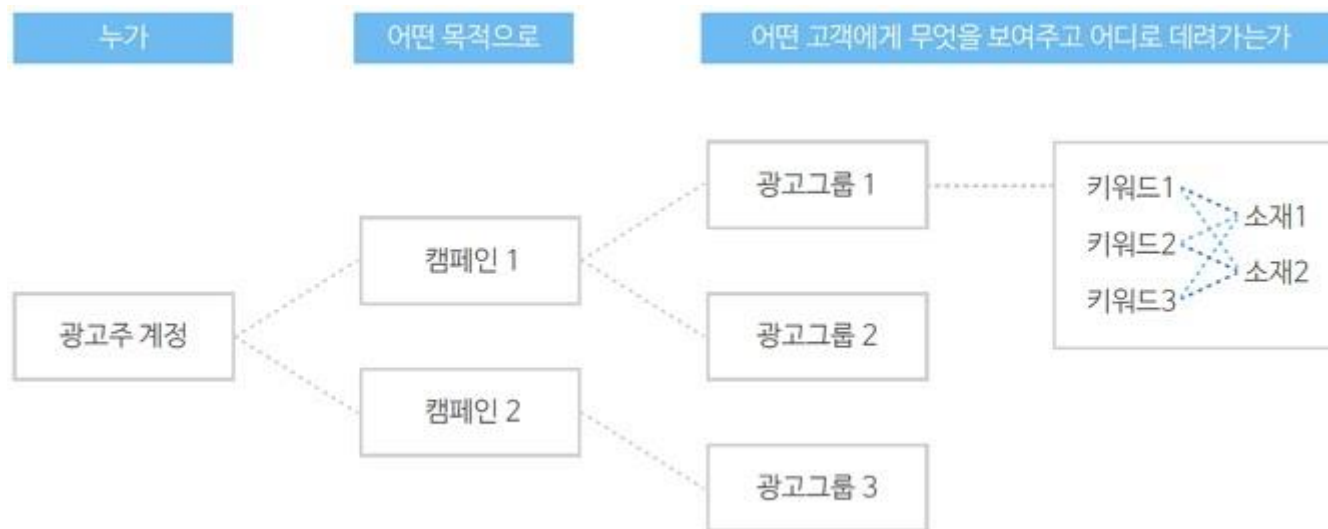 누가
어떤 목적으로
어떤 고객에게 무엇을 보여주고 어디로 데려가는가
광고주 계정
캠페인 1
캠페인 2
광고그룹 1
광고그룹 2
광고그룹 3
키워드1
키워드2
키워드3
소재1
소재2